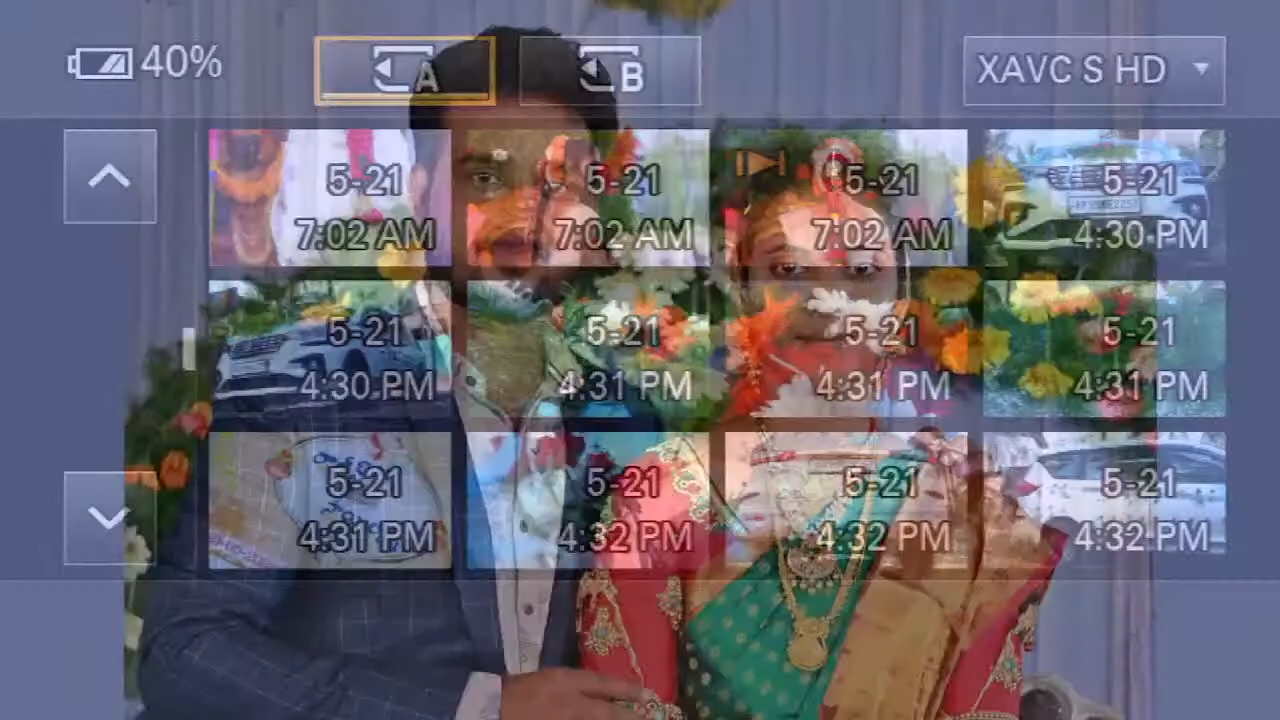 40%
A
B
XAVC S HD
5-21
7:02 AM
5-21
7:02 AM
5-21
7:02 AM
5-21
4:30 PM
5-21
4:30 PM
5-21
4:31 PM
5-21
4:31 PM
5-21
4:31 PM
5-21
4:31 PM
5-21
4:32 PM
5-21
4:32 PM
5-21
4:32 PM